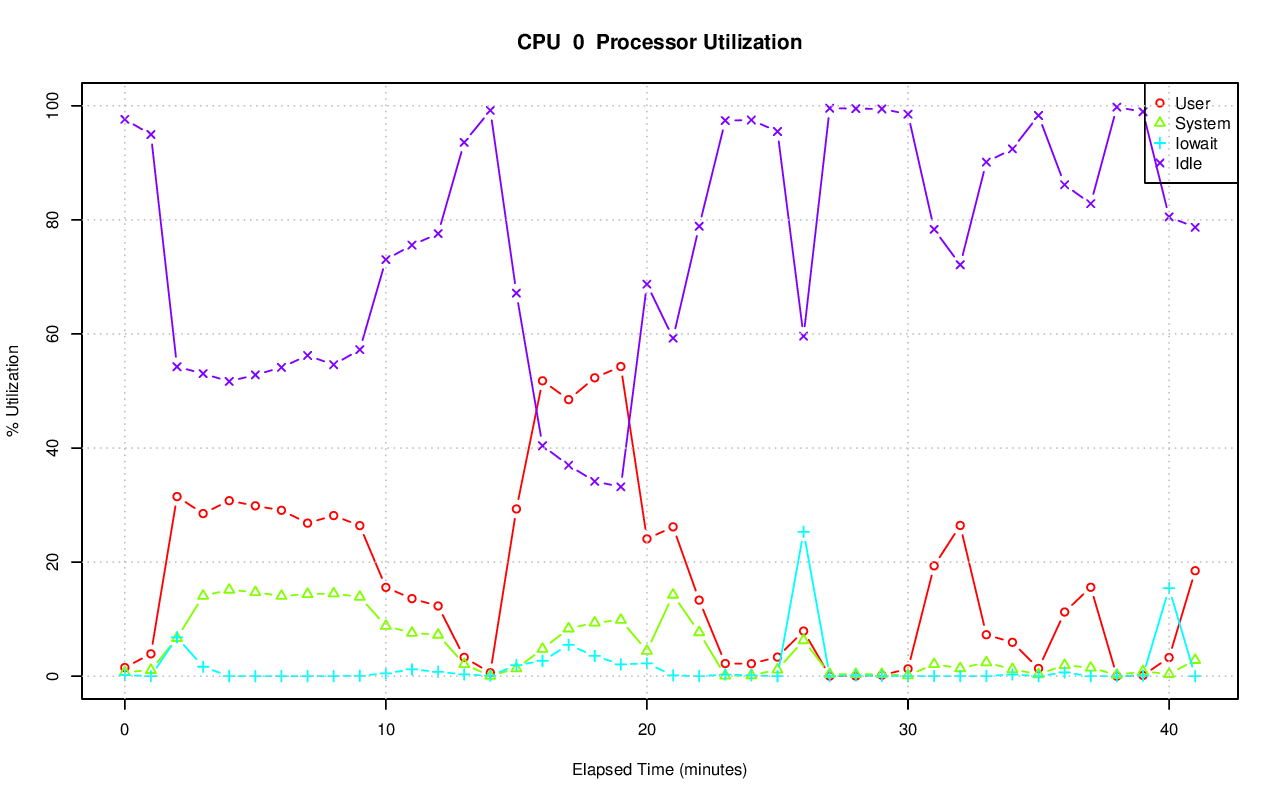 CPU 0 Processor Utilization
% Utilization
100
80
60
40
20
0
User
System
Iowait
Idle
0 10 20 30 40
Elapsed Time (minutes)